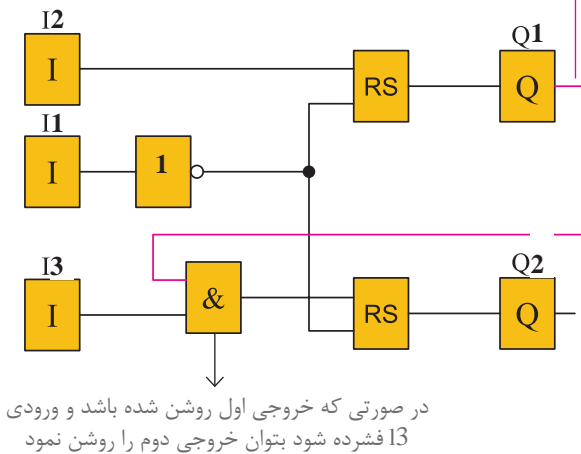 I2
I
RS
Q1
Q
I1
I
1
I3
I
&
RS
Q2
Q
در صورتی که خروجی اول روشن شده باشد و ورودی
I3 فشرده شود بتوان خروجی دوم را روشن نمود